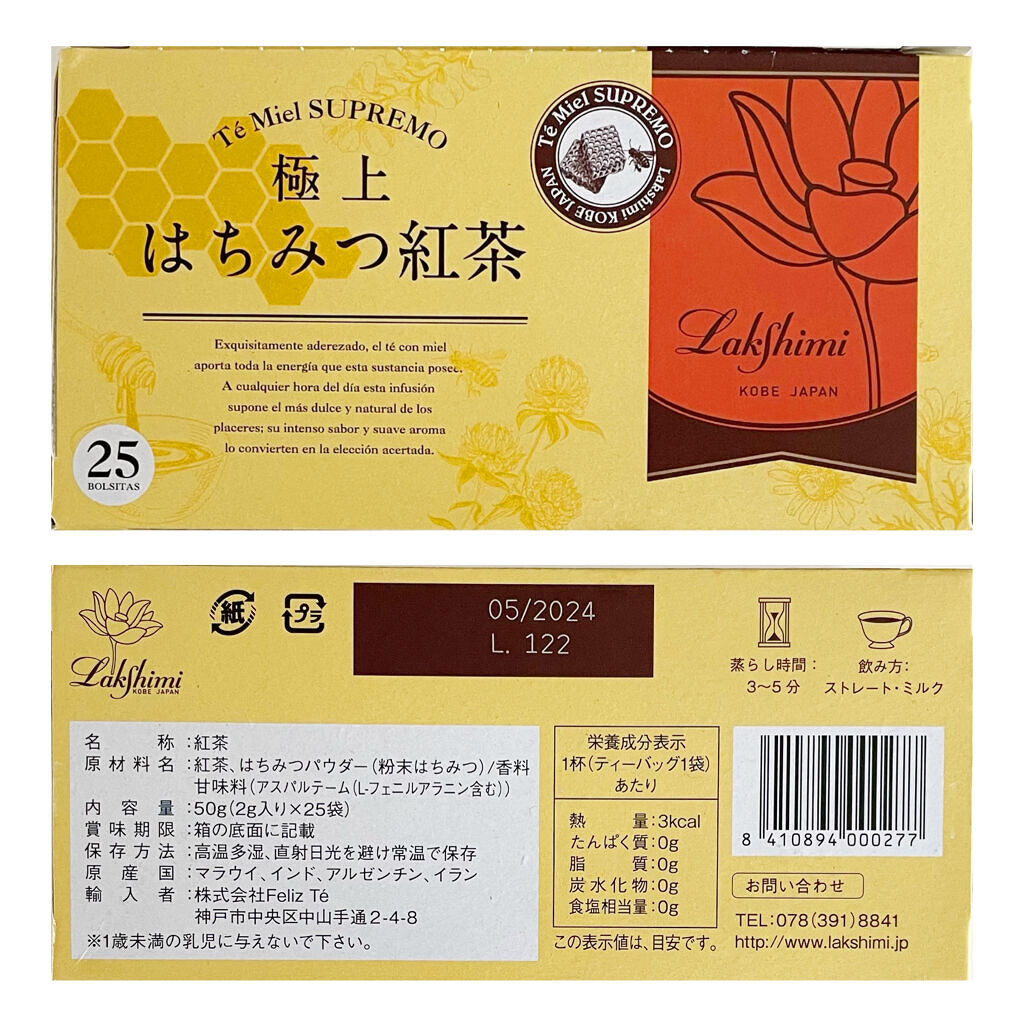 Té Miel SUPREMO
極上
はちみつ紅茶
Exquisitamente aderezado, el té con miel
aporta toda la energía que esta sustancia posee.
A cualquier hora del día esta infusión
supone el más dulce y natural de los
placeres; su intenso sabor y suave aroma
lo convierten en la elección acertada.
25
BOLSITAS
Té Miel SUPREMO
Lakshimi KOBE JAPAN
Lakshimi
KOBE JAPAN
Lakshimi
KOBE JAPAN
紙
プラ
05/2024
L. 122
蒸らし時間：
3〜5分
飲み方：
ストレート・ミルク
名称：紅茶
原材料名：紅茶、はちみつパウダー（粉末はちみつ）/香料
甘味料（アスパルテーム（L-フェニルアラニン含む））
内容量：50g（2g入り×25袋）
賞味期限：箱の底面に記載
保存方法：高温多湿、直射日光を避け常温で保存
原産国：マラウイ、インド、アルゼンチン、イラン
輸入者：株式会社Feliz Té
神戸市中央区中山手通2-4-8
※1歳未満の乳児に与えないで下さい。
栄養成分表示
1杯（ティーバッグ1袋）
あたり
熱量：3kcal
たんぱく質：0g
脂質：0g
炭水化物：0g
食塩相当量：0g
この表示値は、目安です。
8 410894 000277
お問い合わせ
TEL：078（391）8841
http://www.lakshimi.jp